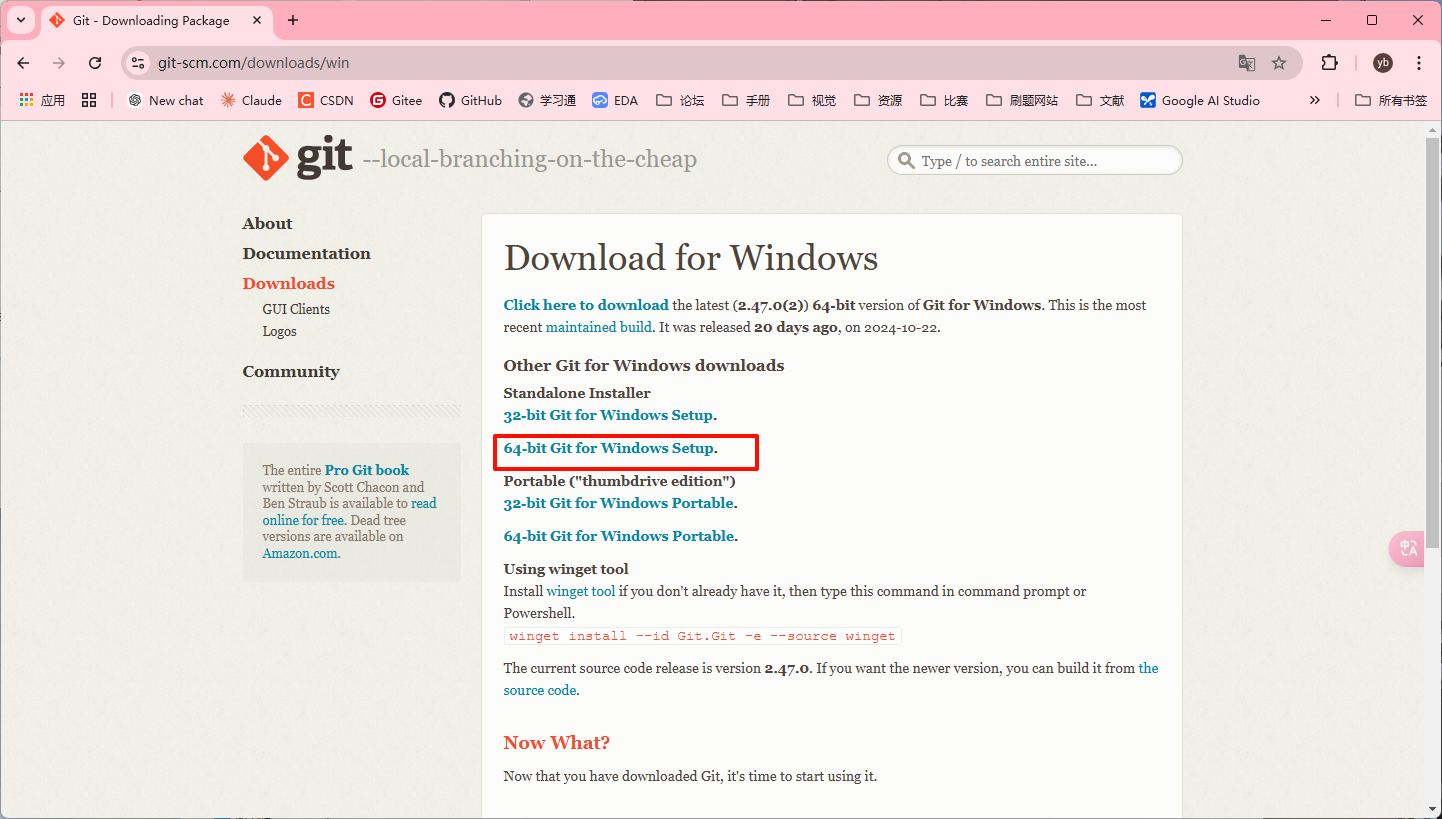 Git - Downloading Package
git-scm.com/downloads/win
yb
应用
New chat
Claude
CSDN
Gitee
GitHub
学习通
EDA
论坛
手册
视觉
资源
比赛
刷题网站
文献
Google AI Studio
所有书签
git --local-branching-on-the-cheap
Type / to search entire site...
About
Documentation
Downloads
GUI Clients
Logos
Community
The entire Pro Git book
written by Scott Chacon and
Ben Straub is available to read
online for free. Dead tree
versions are available on
Amazon.com.
Download for Windows
Click here to download the latest (2.47.0(2)) 64-bit version of Git for Windows. This is the most
recent maintained build. It was released 20 days ago, on 2024-10-22.
Other Git for Windows downloads
Standalone Installer
32-bit Git for Windows Setup.
64-bit Git for Windows Setup.
Portable ("thumbdrive edition")
32-bit Git for Windows Portable.
64-bit Git for Windows Portable.
Using winget tool
Install winget tool if you don't already have it, then type this command in command prompt or
Powershell.
winget install --id Git.Git -e --source winget
The current source code release is version 2.47.0. If you want the newer version, you can build it from the
source code.
Now What?
Now that you have downloaded Git, it's time to start using it.